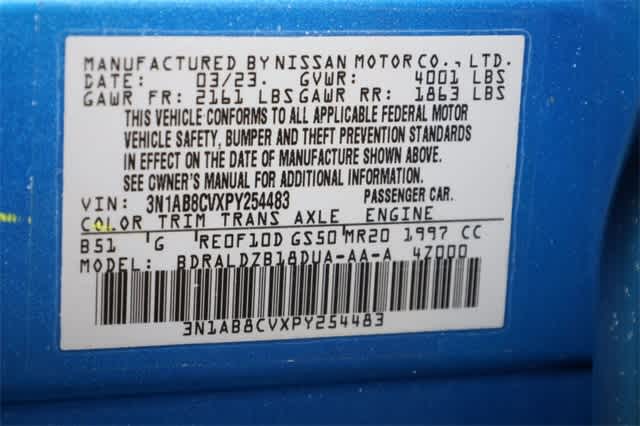 MANUFACTURED BY NISSAN MOTOR CO., LTD.
DATE: 03/23. GVWR: 4001 LBS
GAWR FR: 2161 LBS GAWR RR: 1863 LBS
THIS VEHICLE CONFORMS TO ALL APPLICABLE FEDERAL MOTOR
VEHICLE SAFETY, BUMPER AND THEFT PREVENTION STANDARDS
IN EFFECT ON THE DATE OF MANUFACTURE SHOWN ABOVE.
SEE OWNER'S MANUAL FOR ADDITIONAL INFORMATION.
VIN: 3N1AB8CVXPY254483 PASSENGER CAR.
COLOR TRIM TRANS AXLE ENGINE
B51 G RE0F10D GS50 MR20 1997 CC
MODEL: BDRALDZB18DUA-AA-A 4Z000
3N1AB8CVXPY254483